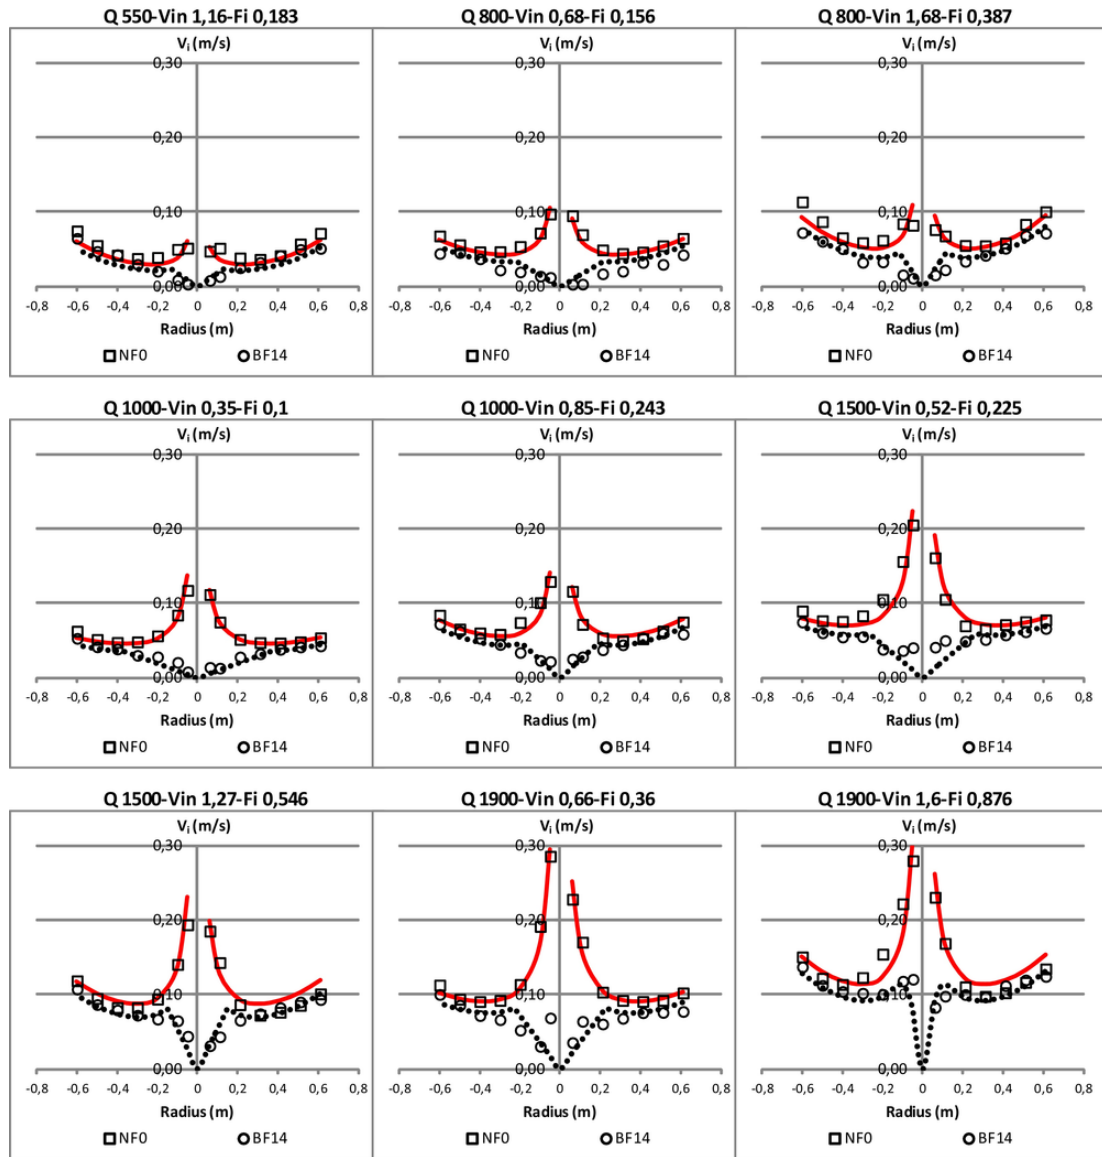 Q 550-Vin 1,16-Fi 0,183
Vi (m/s)
0,30
0,20
0,10
0,00
-0,8 -0,6 -0,4 -0,2 0 0,2 0,4 0,6 0,8
Radius (m)
NF0 BF14
Q 800-Vin 0,68-Fi 0,156
Vi (m/s)
0,30
0,20
0,10
0,00
-0,8 -0,6 -0,4 -0,2 0 0,2 0,4 0,6 0,8
Radius (m)
NF0 BF14
Q 800-Vin 1,68-Fi 0,387
Vi (m/s)
0,30
0,20
0,10
0,00
-0,8 -0,6 -0,4 -0,2 0 0,2 0,4 0,6 0,8
Radius (m)
NF0 BF14
Q 1000-Vin 0,35-Fi 0,1
Vi (m/s)
0,30
0,20
0,10
0,00
-0,8 -0,6 -0,4 -0,2 0 0,2 0,4 0,6 0,8
Radius (m)
NF0 BF14
Q 1000-Vin 0,85-Fi 0,243
Vi (m/s)
0,30
0,20
0,10
0,00
-0,8 -0,6 -0,4 -0,2 0 0,2 0,4 0,6 0,8
Radius (m)
NF0 BF14
Q 1500-Vin 0,52-Fi 0,225
Vi (m/s)
0,30
0,20
0,10
0,00
-0,8 -0,6 -0,4 -0,2 0 0,2 0,4 0,6 0,8
Radius (m)
NF0 BF14
Q 1500-Vin 1,27-Fi 0,546
Vi (m/s)
0,30
0,20
0,10
0,00
-0,8 -0,6 -0,4 -0,2 0 0,2 0,4 0,6 0,8
Radius (m)
NF0 BF14
Q 1900-Vin 0,66-Fi 0,36
Vi (m/s)
0,30
0,20
0,10
0,00
-0,8 -0,6 -0,4 -0,2 0 0,2 0,4 0,6 0,8
Radius (m)
NF0 BF14
Q 1900-Vin 1,6-Fi 0,876
Vi (m/s)
0,30
0,20
0,10
0,00
-0,8 -0,6 -0,4 -0,2 0 0,2 0,4 0,6 0,8
Radius (m)
NF0 BF14